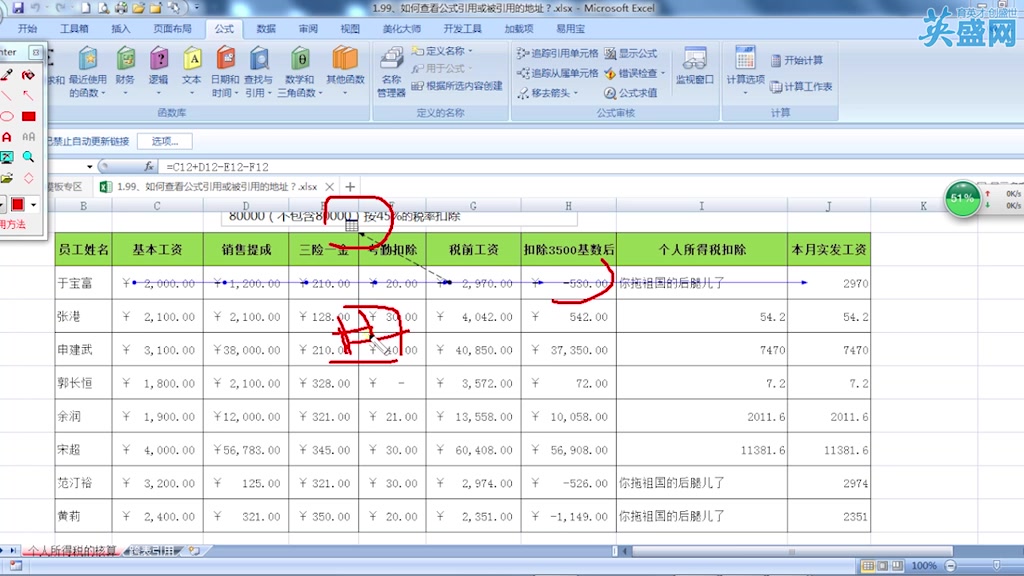 1.99、如何查看公式引用或被引用的地址？.xlsx - Microsoft Excel
育英才 创盛世
英盛网
开始 工具箱 插入 页面布局 公式 数据 审阅 视图 美化大师 开发工具 加载项 易用宝
最近使用的函数 财务 逻辑 文本 日期和时间 查找与引用 数学和三角函数 其他函数
函数库
名称管理器 定义名称 用于公式 根据所选内容创建
定义的名称
追踪引用单元格 追踪从属单元格 移去箭头 显示公式 错误检查 公式求值
公式审核
监视窗口
计算选项 开始计算 计算工作表
计算
已禁止自动更新链接 选项...
fx =C12+D12-E12-F12
模板专区 1.99、如何查看公式引用或被引用的地址？.xlsx
51% 0K/s
0K/s
用方法
B C D E F G H I J K
80000（不包含80000）按45%的税率扣除
员工姓名 基本工资 销售提成 三险一金 考勤扣除 税前工资 扣除3500基数后 个人所得税扣除 本月实发工资
于宝富 ￥ 2,000.00 ￥ 1,200.00 ￥ 210.00 ￥ 20.00 ￥ 2,970.00 ￥ -530.00 你拖祖国的后腿儿了 2970
张港 ￥ 2,100.00 ￥ 2,100.00 ￥ 128.00 ￥ 30.00 ￥ 4,042.00 ￥ 542.00 54.2 54.2
申建武 ￥ 3,100.00 ￥38,000.00 ￥ 210.00 ￥ 40.00 ￥ 40,850.00 ￥ 37,350.00 7470 7470
郭长恒 ￥ 1,800.00 ￥ 2,100.00 ￥ 328.00 ￥ - ￥ 3,572.00 ￥ 72.00 7.2 7.2
余润 ￥ 1,900.00 ￥12,000.00 ￥ 321.00 ￥ 21.00 ￥ 13,558.00 ￥ 10,058.00 2011.6 2011.6
宋超 ￥ 4,000.00 ￥56,783.00 ￥ 345.00 ￥ 30.00 ￥ 60,408.00 ￥ 56,908.00 11381.6 11381.6
范汀裕 ￥ 3,200.00 ￥ 125.00 ￥ 321.00 ￥ 30.00 ￥ 2,974.00 ￥ -526.00 你拖祖国的后腿儿了 2974
黄莉 ￥ 2,400.00 ￥ 321.00 ￥ 350.00 ￥ 20.00 ￥ 2,351.00 ￥ -1,149.00 你拖祖国的后腿儿了 2351
个人所得税的核算 跨表引用
100%